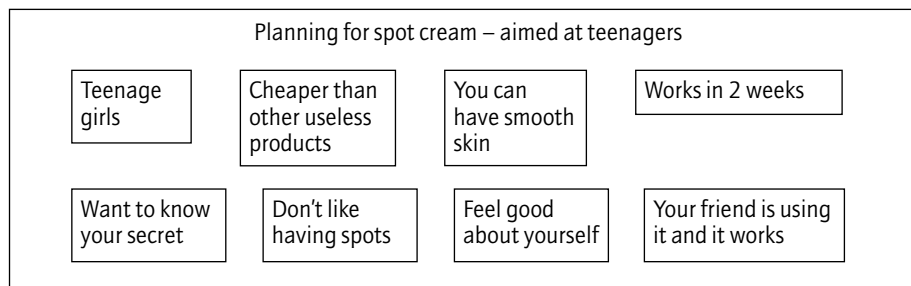 Planning for spot cream – aimed at teenagers
Teenage
girls
Cheaper than
other useless
products
You can
have smooth
skin
Works in 2 weeks
Want to know
your secret
Don't like
having spots
Feel good
about yourself
Your friend is using
it and it works